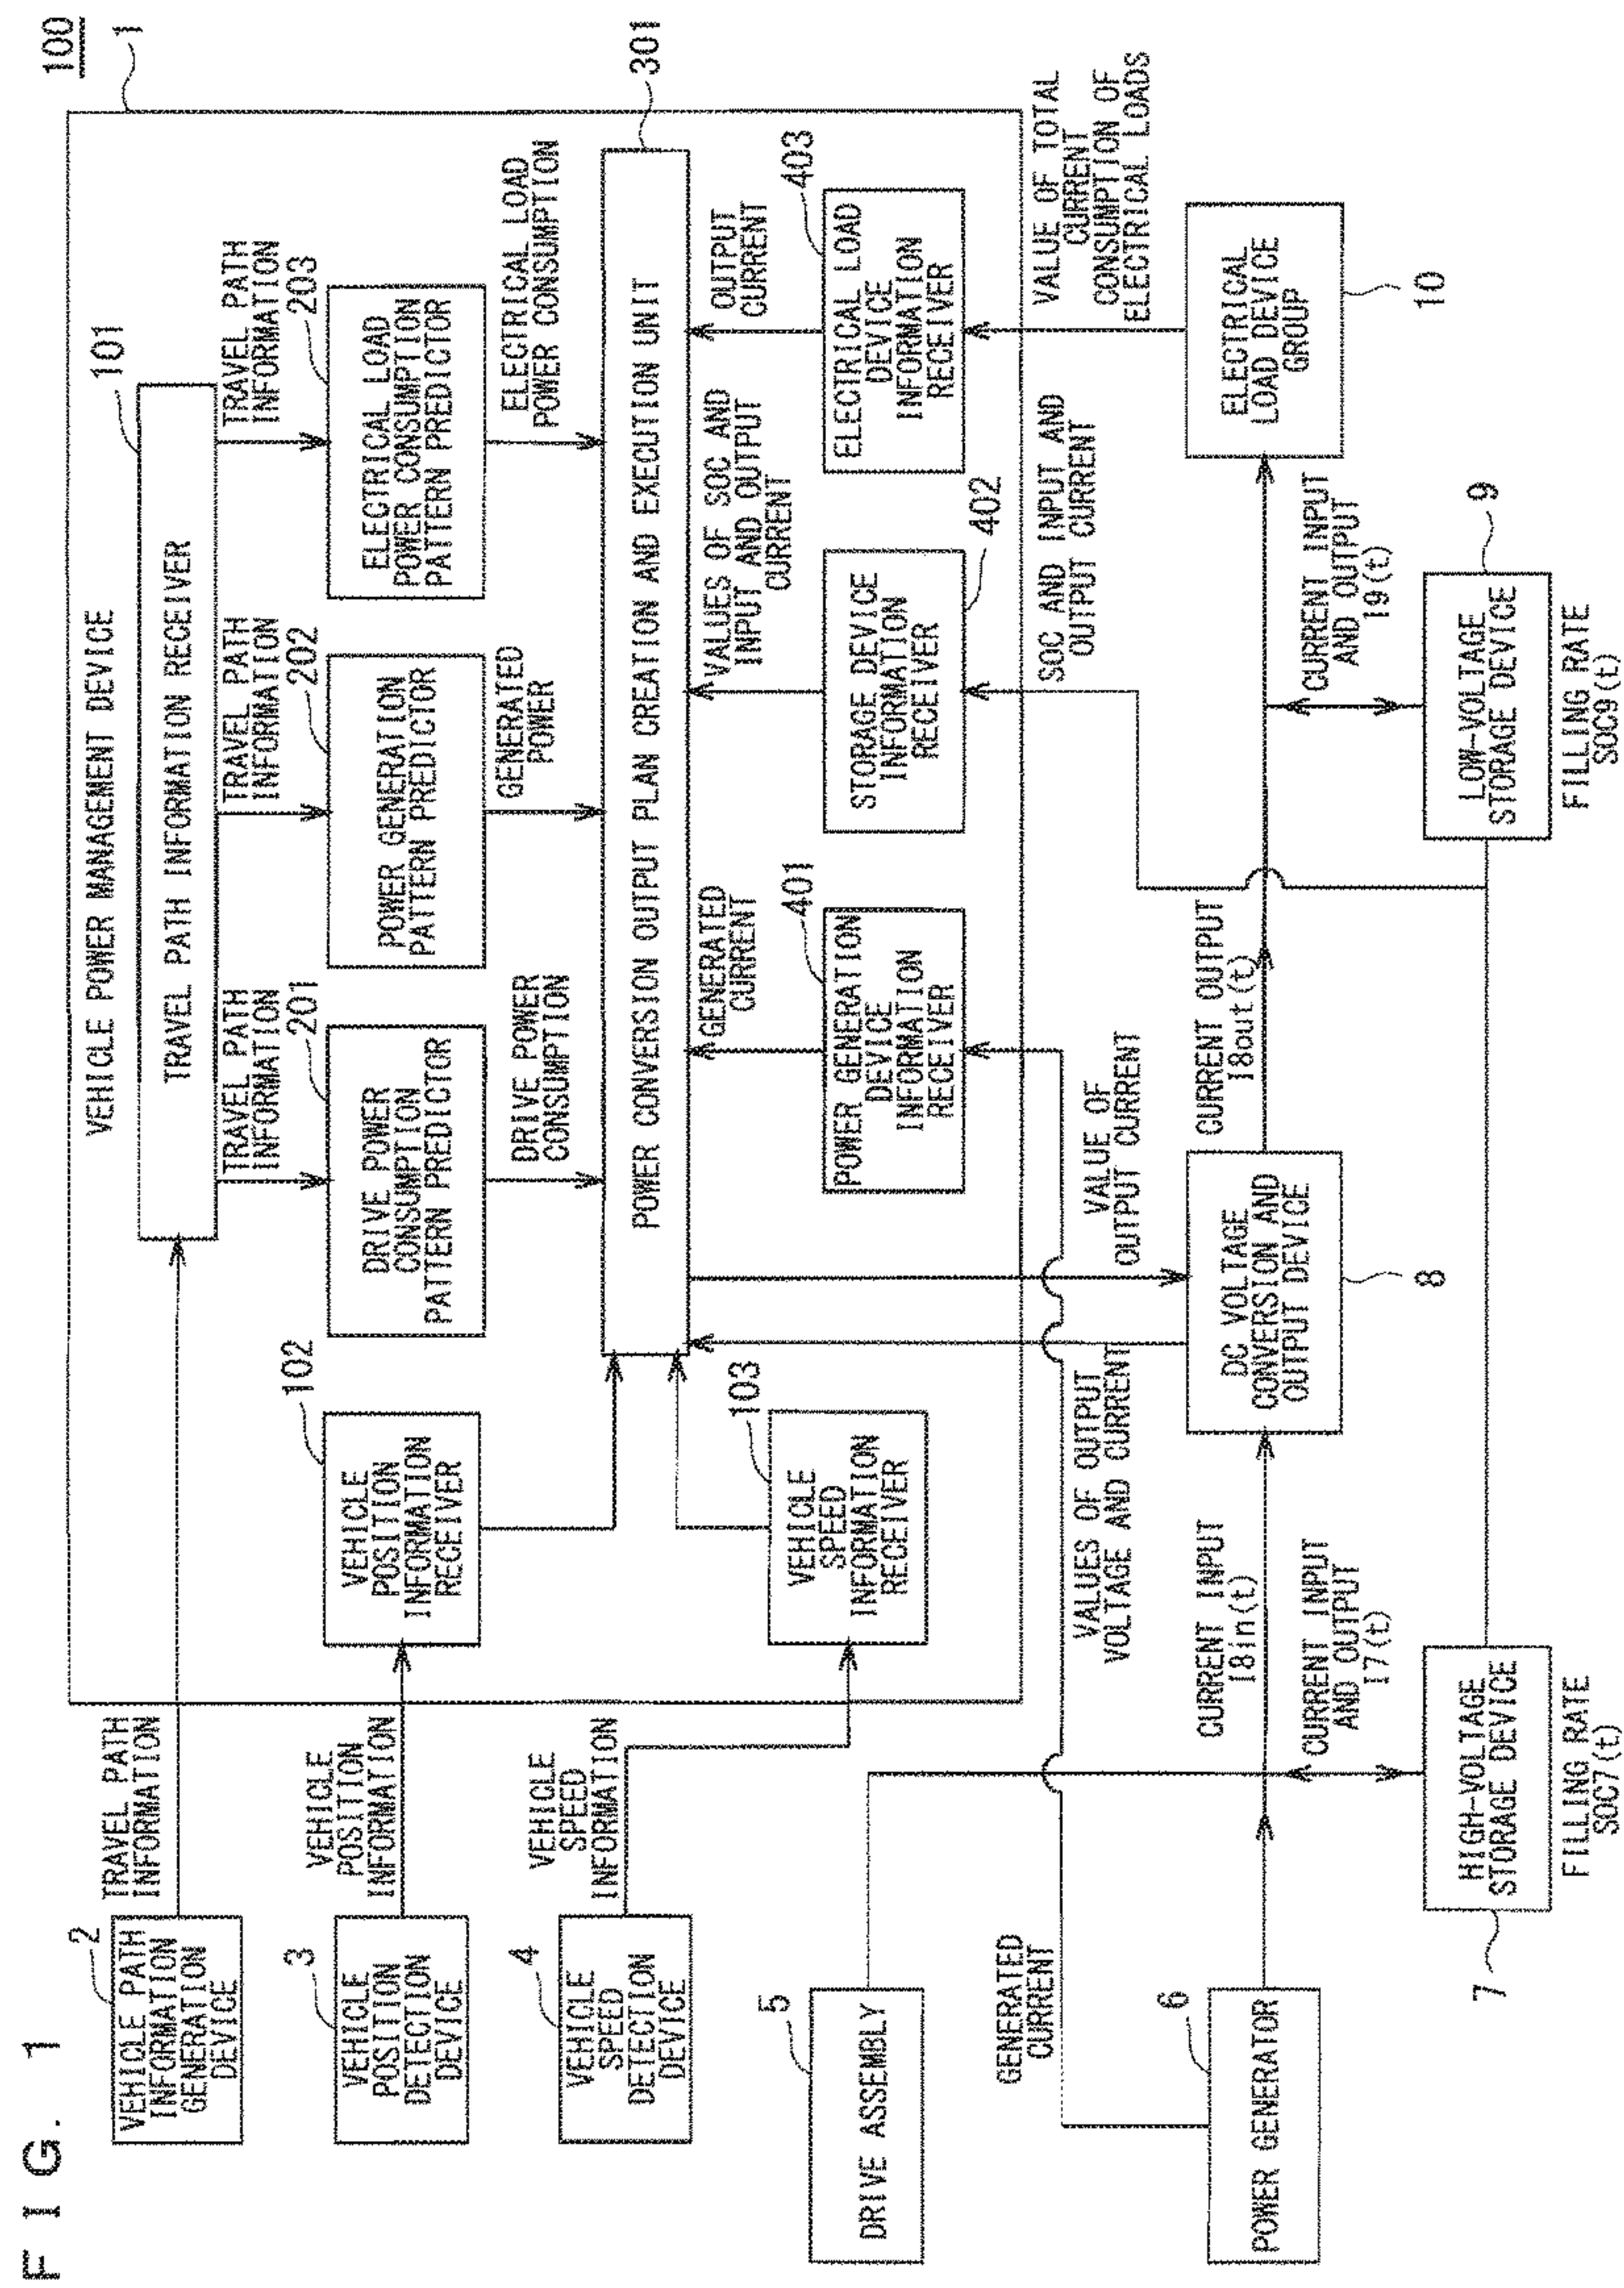 FIG. 1
100
1
VEHICLE POWER MANAGEMENT DEVICE
101
TRAVEL PATH INFORMATION RECEIVER
2
VEHICLE PATH
INFORMATION
GENERATION
DEVICE
TRAVEL PATH
INFORMATION
TRAVEL PATH
INFORMATION
201
TRAVEL PATH
INFORMATION
202
TRAVEL PATH
INFORMATION
203
3
VEHICLE
POSITION
DETECTION
DEVICE
VEHICLE
POSITION
INFORMATION
102
VEHICLE
POSITION
INFORMATION
RECEIVER
DRIVE POWER
CONSUMPTION
PATTERN PREDICTOR
POWER GENERATION
PATTERN PREDICTOR
ELECTRICAL LOAD
POWER CONSUMPTION
PATTERN PREDICTOR
DRIVE POWER
CONSUMPTION
GENERATED
POWER
ELECTRICAL LOAD
POWER CONSUMPTION
4
VEHICLE
SPEED
DETECTION
DEVICE
VEHICLE
SPEED
INFORMATION
301
POWER CONVERSION OUTPUT PLAN CREATION AND EXECUTION UNIT
103
VEHICLE
SPEED
INFORMATION
RECEIVER
GENERATED
CURRENT
VALUES OF SOC AND
INPUT AND OUTPUT
CURRENT
OUTPUT
CURRENT
401
POWER GENERATION
DEVICE
INFORMATION
RECEIVER
402
STORAGE DEVICE
INFORMATION
RECEIVER
403
ELECTRICAL LOAD
DEVICE
INFORMATION
RECEIVER
5
DRIVE ASSEMBLY
GENERATED
CURRENT
VALUES OF OUTPUT
VOLTAGE AND CURRENT
VALUE OF
OUTPUT CURRENT
SOC AND INPUT AND
OUTPUT CURRENT
VALUE OF TOTAL
CURRENT
CONSUMPTION OF
ELECTRICAL LOADS
6
POWER GENERATOR
CURRENT INPUT
I8in(t)
DC VOLTAGE
CONVERSION AND
OUTPUT DEVICE
8
CURRENT OUTPUT
I8out(t)
ELECTRICAL
LOAD DEVICE
GROUP
10
CURRENT INPUT
AND OUTPUT
I7(t)
CURRENT INPUT
AND OUTPUT
I9(t)
7
HIGH-VOLTAGE
STORAGE DEVICE
FILLING RATE
SOC7(t)
9
LOW-VOLTAGE
STORAGE DEVICE
FILLING RATE
SOC9(t)